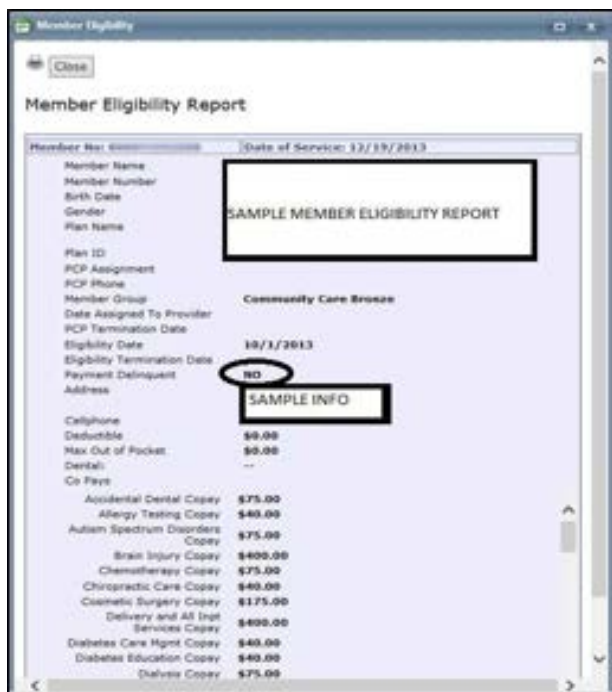 Member Eligibility
Close
Member Eligibility Report
Member No: Date of Service: 12/19/2013
Member Name
Member Number
Birth Date
Gender
Plan Name
SAMPLE MEMBER ELIGIBILITY REPORT
Plan ID
PCP Assignment
PCP Phone
Member Group Community Care Bronze
Date Assigned To Provider
PCP Termination Date
Eligibility Date 10/1/2013
Eligibility Termination Date
Payment Delinquent NO
Address
SAMPLE INFO
Cellphone
Deductible $0.00
Max Out of Pocket $0.00
Dental: --
Co Pays
Accidental Dental Copay $75.00
Allergy Testing Copay $40.00
Autism Spectrum Disorders
Copay $75.00
Brain Injury Copay $400.00
Chemotherapy Copay $75.00
Chiropractic Care Copay $40.00
Cosmetic Surgery Copay $175.00
Delivery and All Inpt
Services Copay $400.00
Diabetes Care Mgmt Copay $40.00
Diabetes Education Copay $40.00
Dialysis Copay $75.00